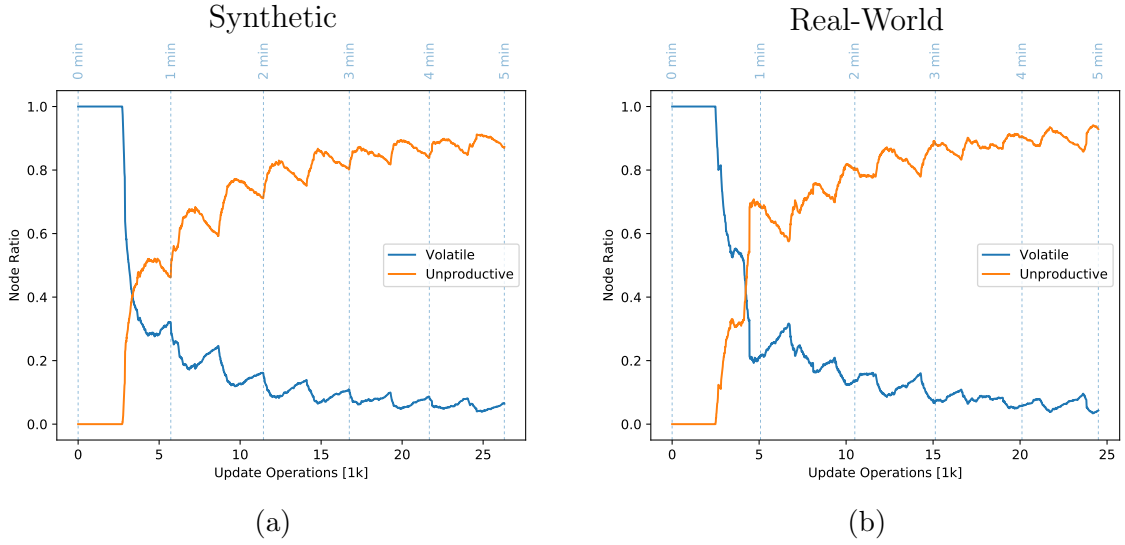 Synthetic
0 min
1 min
2 min
3 min
4 min
5 min
1.0
0.8
0.6
0.4
0.2
0.0
Node Ratio
Volatile
Unproductive
0
5
10
15
20
25
Update Operations [1k]
(a)
Real-World
0 min
1 min
2 min
3 min
4 min
5 min
1.0
0.8
0.6
0.4
0.2
0.0
Node Ratio
Volatile
Unproductive
0
5
10
15
20
25
Update Operations [1k]
(b)